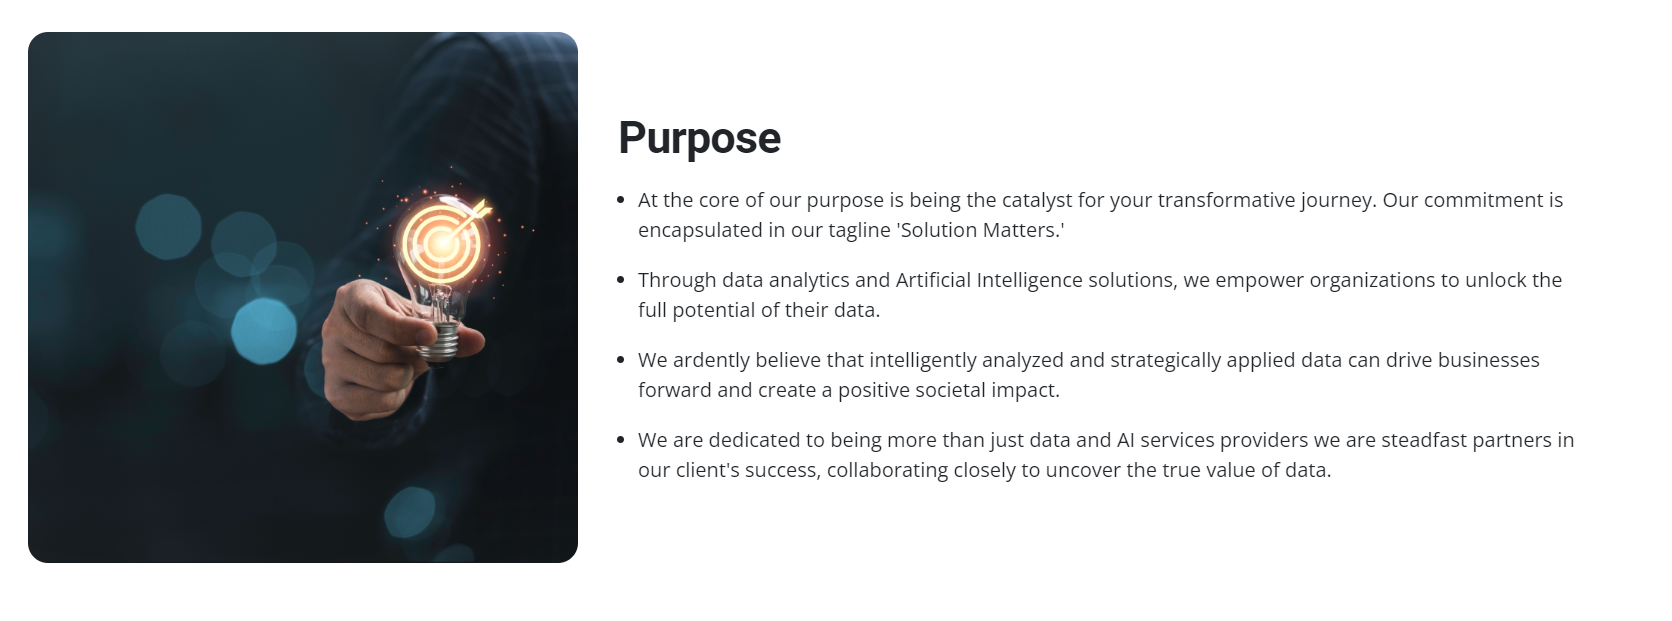 Purpose
At the core of our purpose is being the catalyst for your transformative journey. Our commitment is
encapsulated in our tagline 'Solution Matters.'
Through data analytics and Artificial Intelligence solutions, we empower organizations to unlock the
full potential of their data.
We ardently believe that intelligently analyzed and strategically applied data can drive businesses
forward and create a positive societal impact.
We are dedicated to being more than just data and AI services providers we are steadfast partners in
our client's success, collaborating closely to uncover the true value of data.